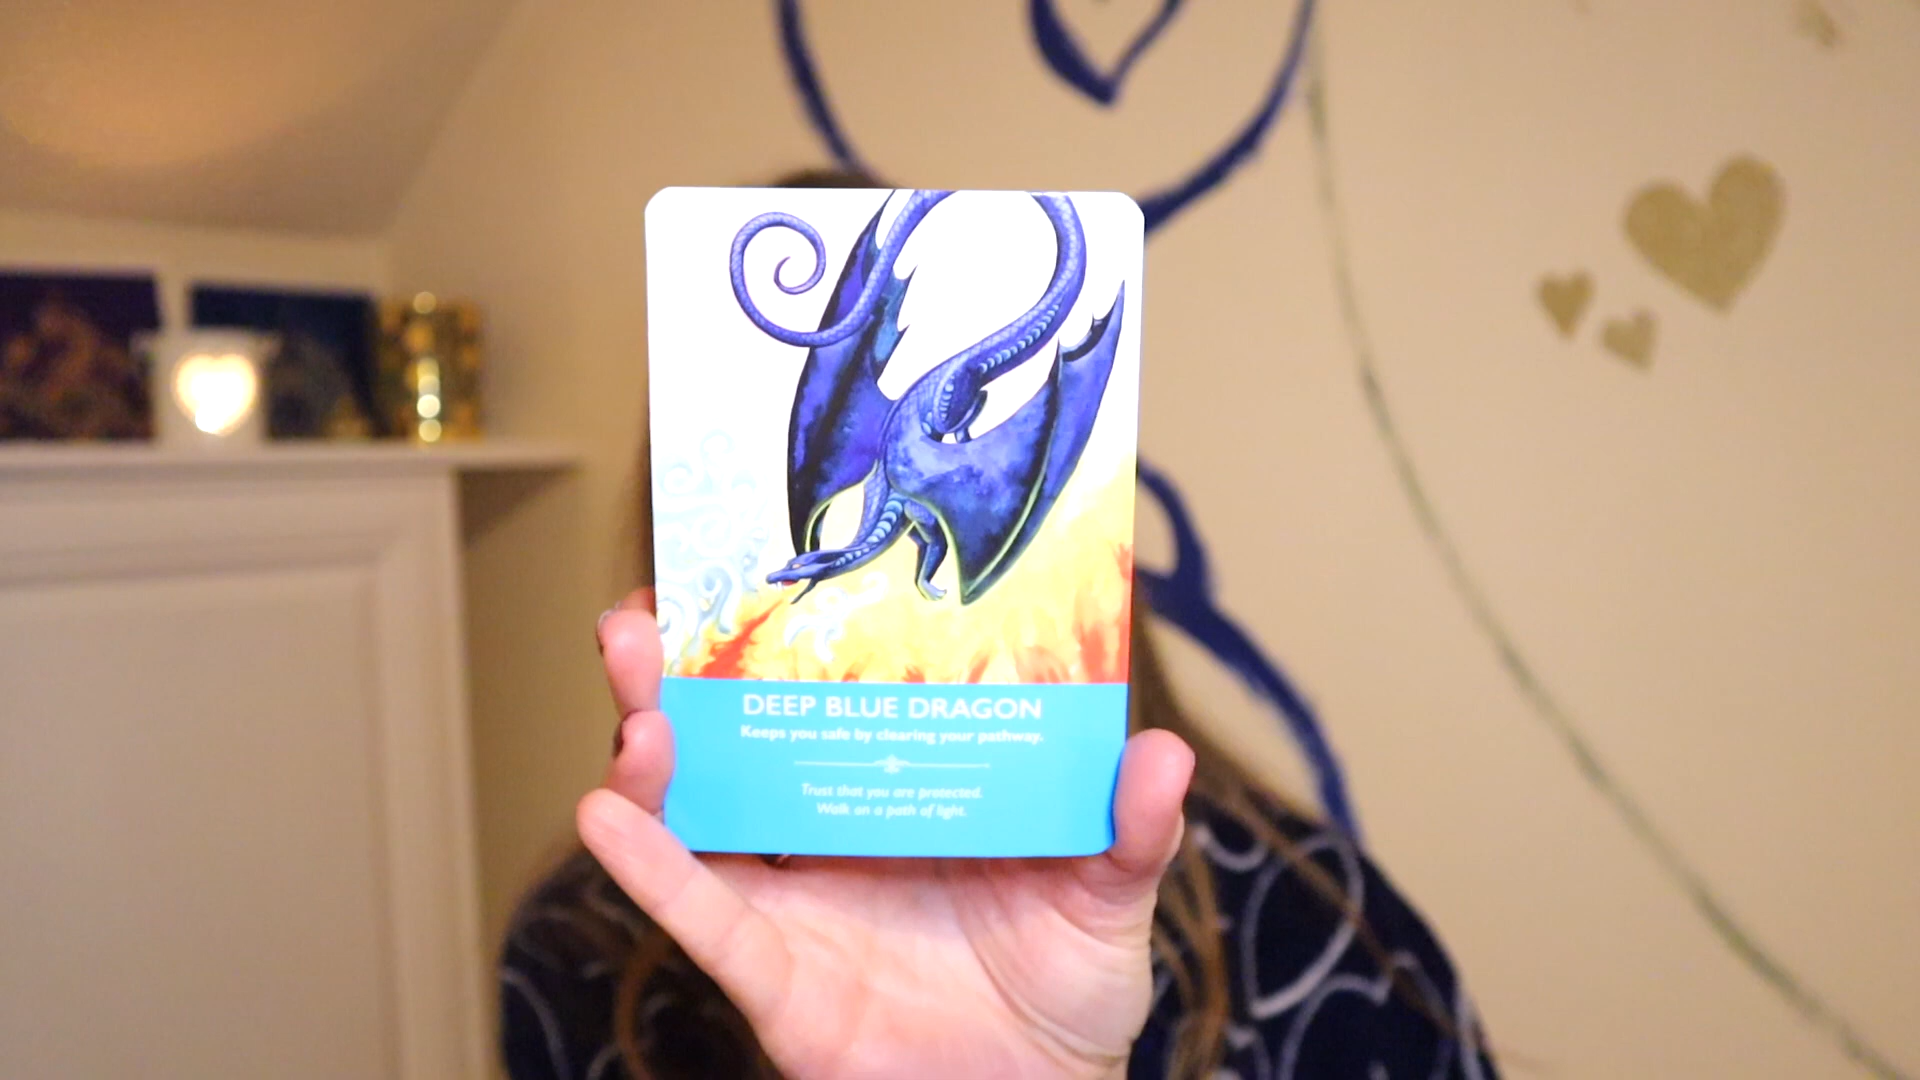 DEEP BLUE DRAGON
Keeps you safe by clearing your pathway.
Trust that you are protected.
Walk on a path of light.